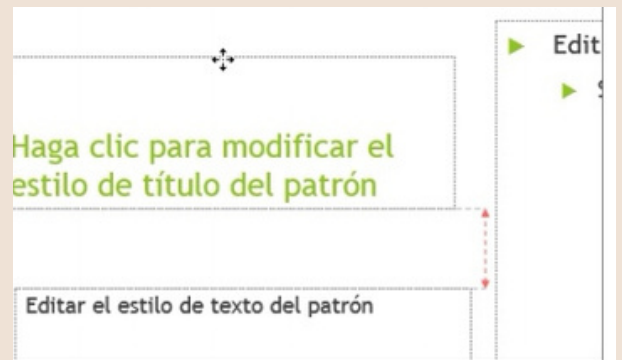 Haga clic para modificar el
estilo de título del patrón
Editar el estilo de texto del patrón
Edit